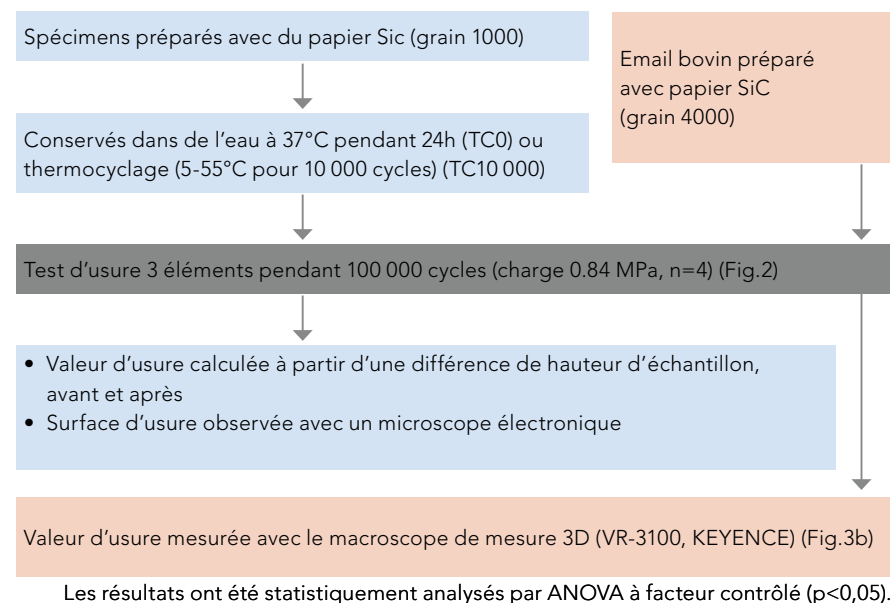 Spécimens préparés avec du papier Sic (grain 1000)
Email bovin préparé
avec papier SiC
(grain 4000)
Conservés dans de l'eau à 37°C pendant 24h (TC0) ou
thermocyclage (5-55°C pour 10 000 cycles) (TC10 000)
Test d'usure 3 éléments pendant 100 000 cycles (charge 0.84 MPa, n=4) (Fig.2)
• Valeur d'usure calculée à partir d'une différence de hauteur d'échantillon,
avant et après
• Surface d'usure observée avec un microscope électronique
Valeur d'usure mesurée avec le macroscope de mesure 3D (VR-3100, KEYENCE) (Fig.3b)
Les résultats ont été statistiquement analysés par ANOVA à facteur contrôlé (p<0,05).